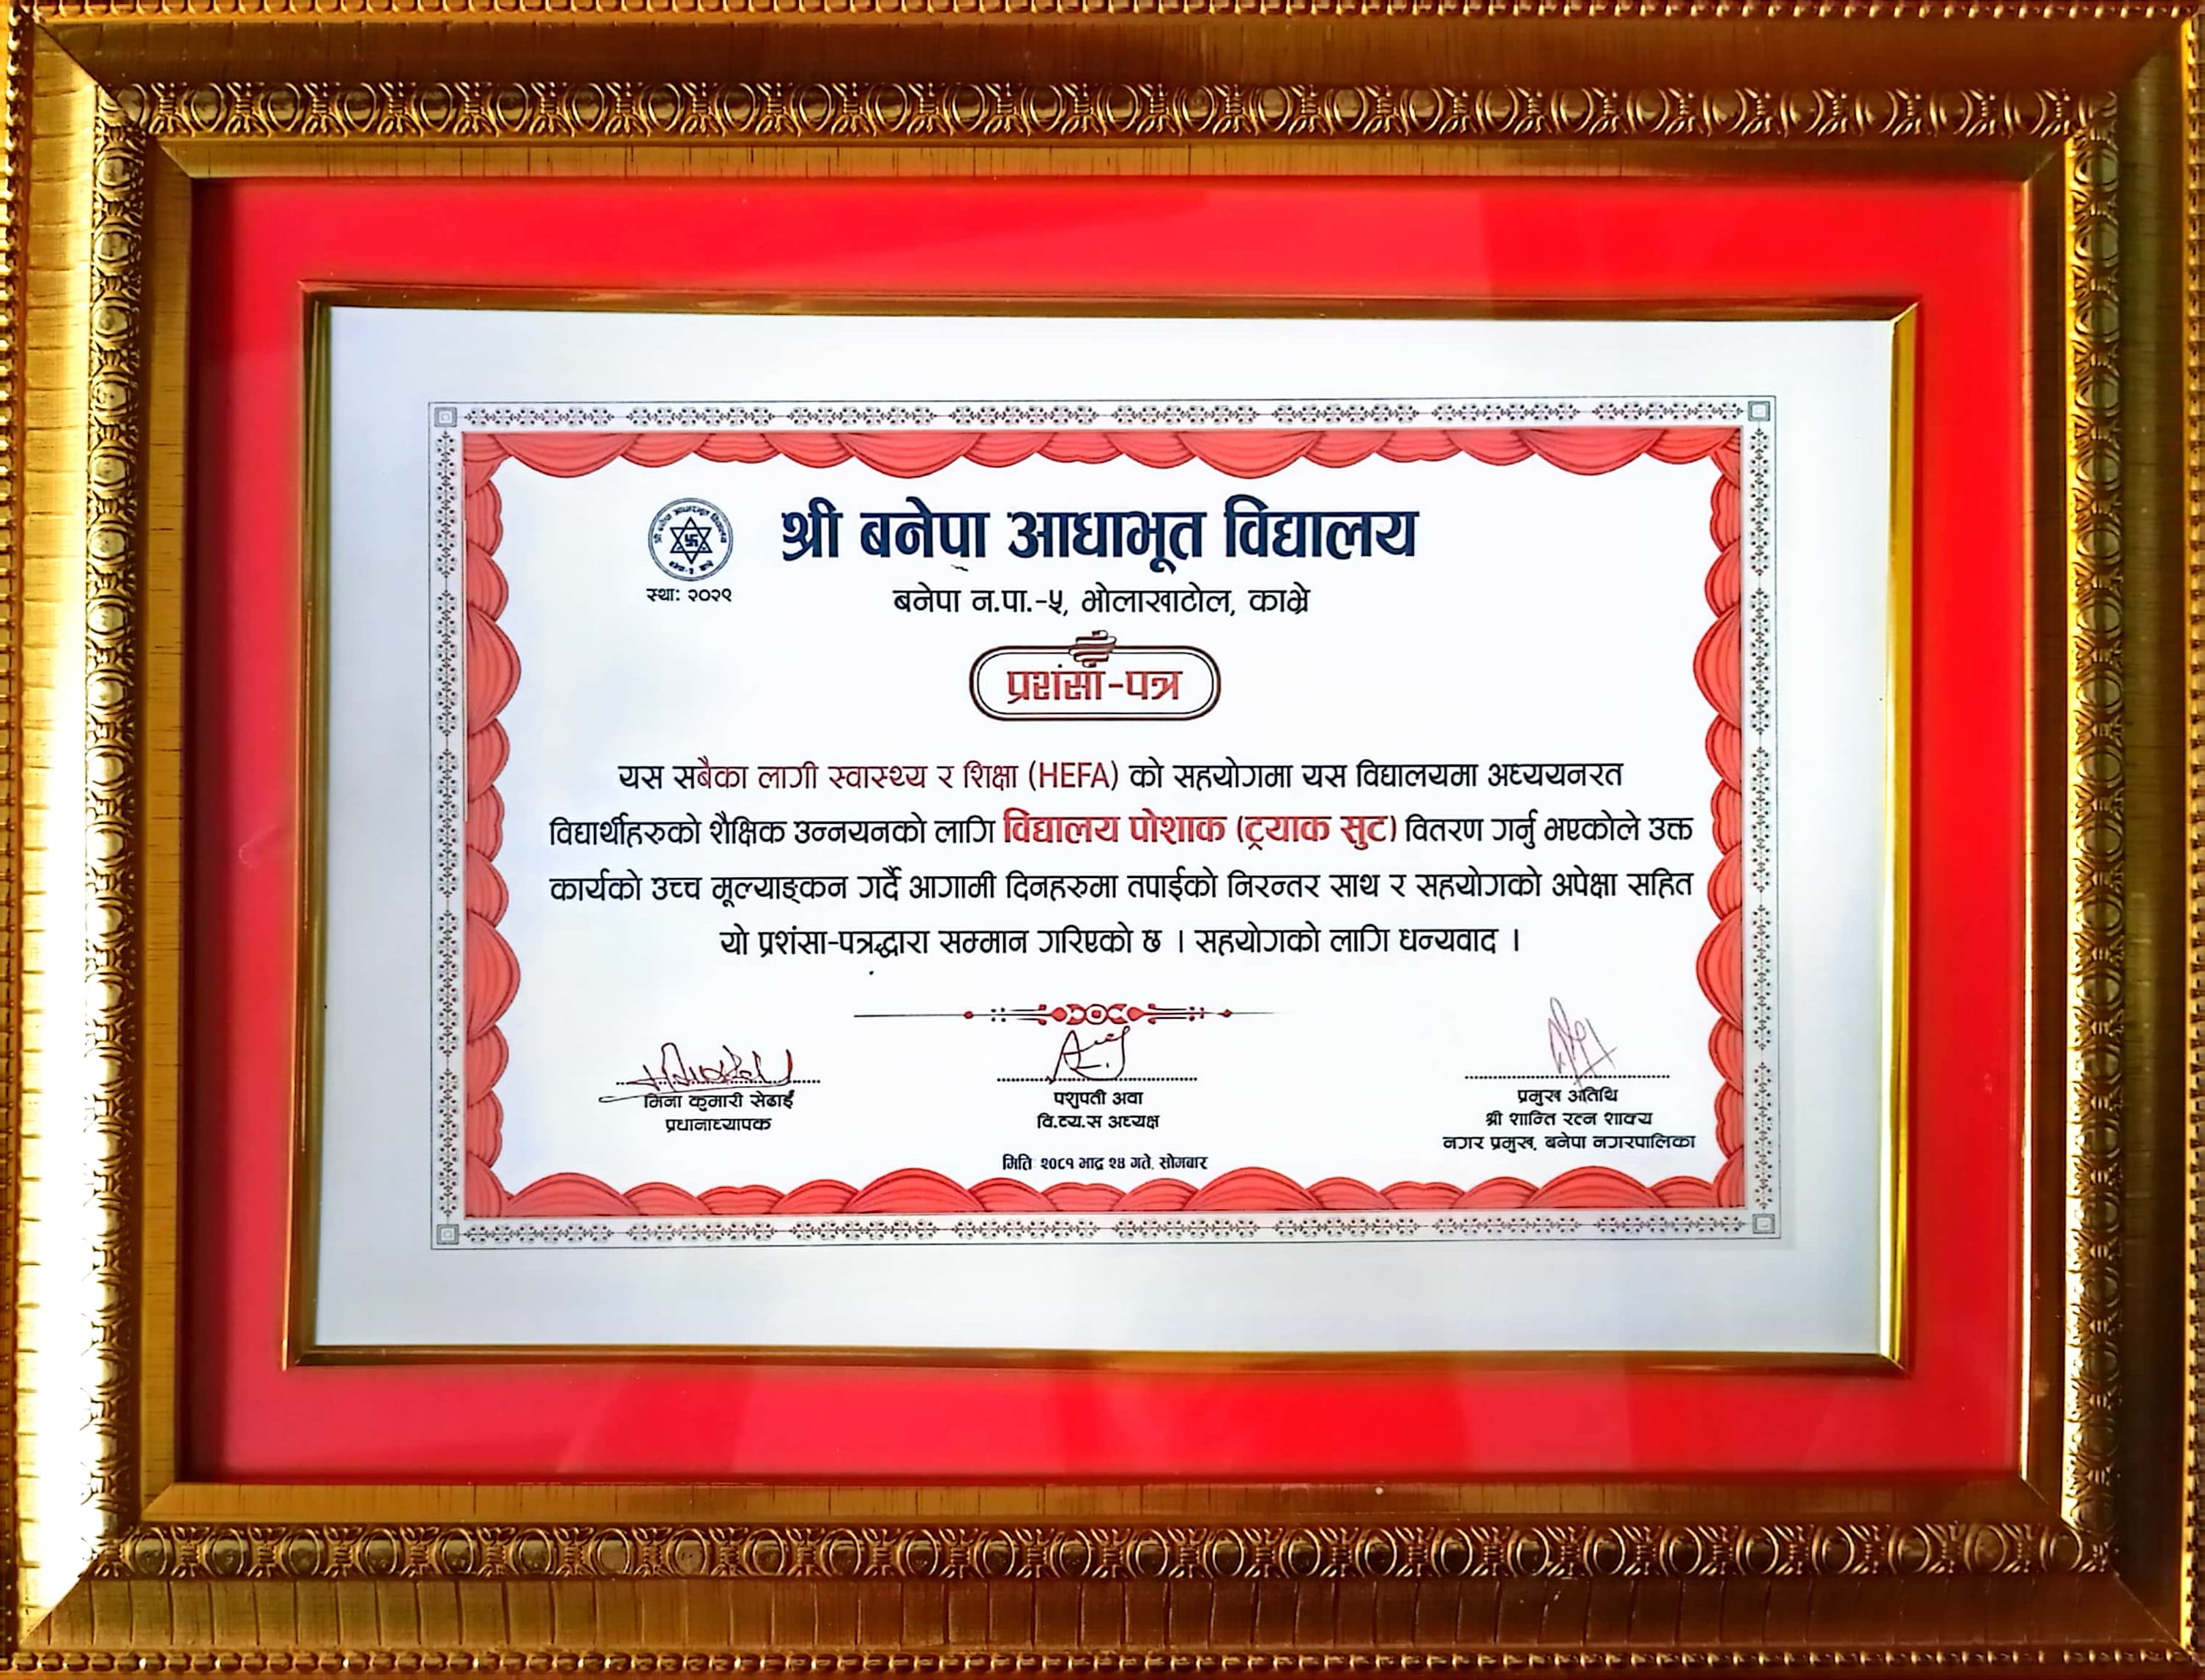 श्री बनेपा आधाभूत विद्यालय
स्था: २०२९
बनेपा न.पा.-५, भोलाखाटोल, काभ्रे
प्रशंसा-पत्र
यस सबैका लागी स्वास्थ्य र शिक्षा (HEFA) को सहयोगमा यस विद्यालयमा अध्ययनरत
विद्यार्थीहरुको शैक्षिक उन्नयनको लागि विद्यालय पोशाक (ट्रयाक सुट) वितरण गर्नु भएकोले उक्त
कार्यको उच्च मूल्याङ्कन गर्दै आगामी दिनहरुमा तपाईको निरन्तर साथ र सहयोगको अपेक्षा सहित
यो प्रशंसा-पत्रद्धारा सम्मान गरिएको छ । सहयोगको लागि धन्यवाद ।
मिना कुमारी सेढाई
प्रधानाध्यापक
पशुपती अवा
वि.व्य.स अध्यक्ष
प्रमुख अतिथि
श्री शान्ति रत्न शाक्य
नगर प्रमुख, बनेपा नगरपालिका
मिति २०८१ भाद्र २४ गते, सोमबार